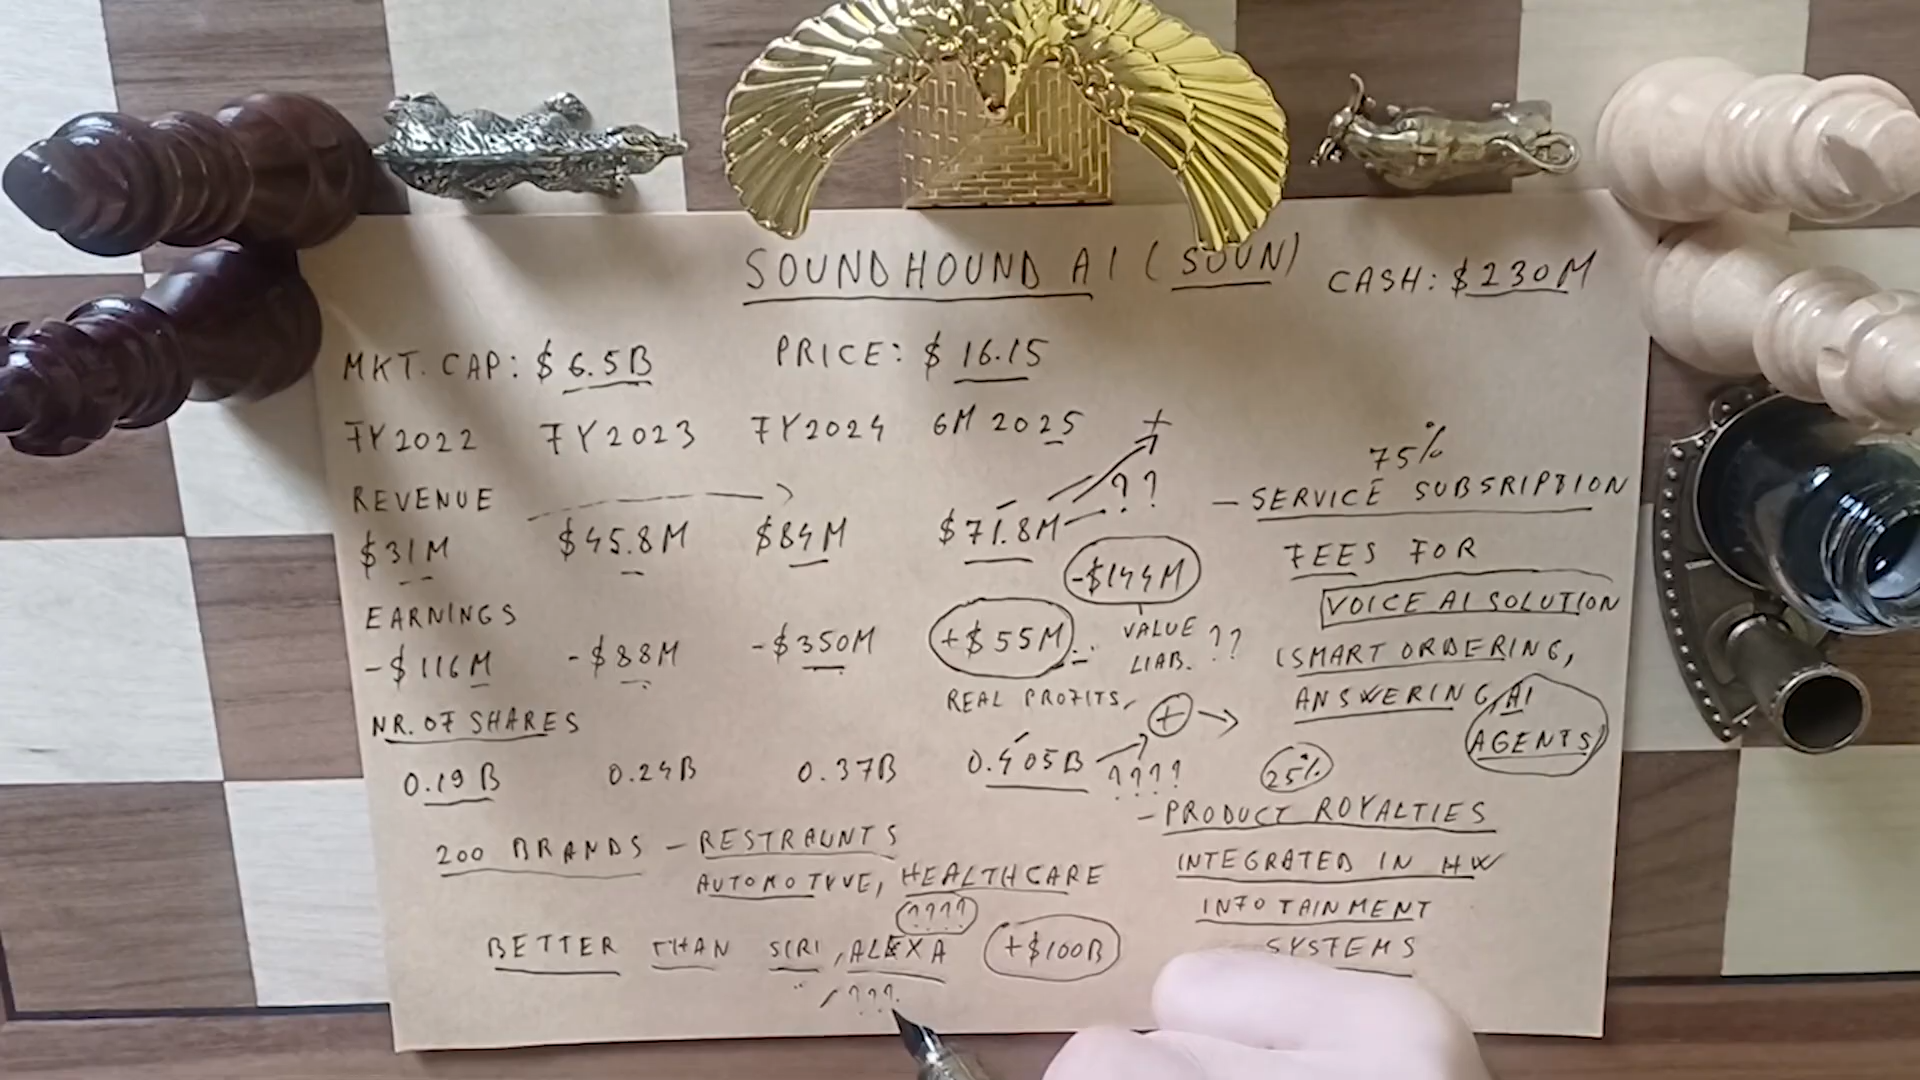 SOUNDHOUND AI (SOUN)
CASH: $230M
MKT. CAP: $6.5B
PRICE: $16.15
FY2022 FY2023 FY2024 6M 2025 +
REVENUE
??
$31M $45.8M $84M $71.8M
-$144M
VALUE LIAB. ??
EARNINGS
-$116M -$88M -$350M +$55M
REAL PROFITS, +
NR. OF SHARES
0.19B 0.24B 0.37B 0.405B ????
200 BRANDS - RESTRAUNTS
AUTOMOTYVE, HEALTHCARE
????
BETTER THAN SIRI, ALEXA +$100B
???
75%
- SERVICE SUBSRIPTION
FEES FOR
VOICE AI SOLUTION
(SMART ORDERING,
ANSWERING, AI
AGENTS)
25%
- PRODUCT ROYALTIES
INTEGRATED IN HW
INFOTAINMENT
SYSTEMS